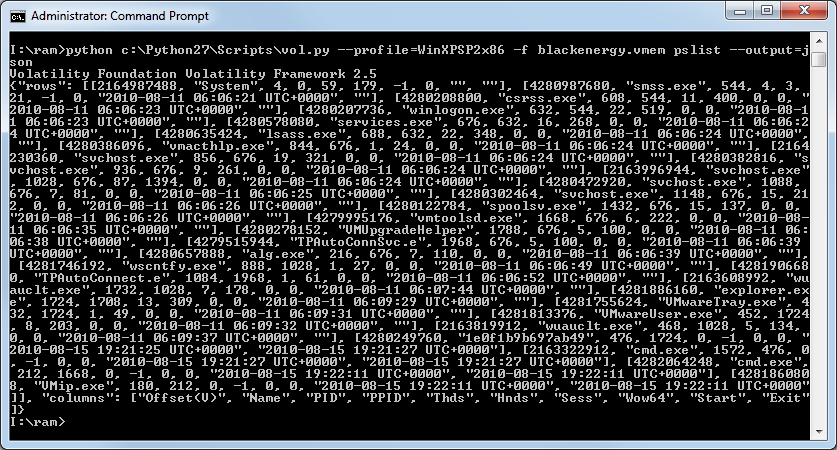 Administrator: Command Prompt
I:\ram>python c:\Python27\Scripts\vol.py --profile=WinXPSP2x86 -f blackenergy.vmem pslist --output=j
son
Volatility Foundation Volatility Framework 2.5
{"rows": [[2164987488, "System", 4, 0, 59, 179, -1, 0, "", ""], [4280987680, "smss.exe", 544, 4, 3,
21, -1, 0, "2010-08-11 06:06:21 UTC+0000", ""], [4280208800, "csrss.exe", 608, 544, 11, 400, 0, 0, "
2010-08-11 06:06:23 UTC+0000", ""], [4280207736, "winlogon.exe", 632, 544, 22, 519, 0, 0, "2010-08-1
1 06:06:23 UTC+0000", ""], [4280578080, "services.exe", 676, 632, 16, 268, 0, 0, "2010-08-11 06:06:2
4 UTC+0000", ""], [4280635424, "lsass.exe", 688, 632, 22, 348, 0, 0, "2010-08-11 06:06:24 UTC+0000",
 ""], [4280386096, "vmacthlp.exe", 844, 676, 1, 24, 0, 0, "2010-08-11 06:06:24 UTC+0000", ""], [2164
230360, "svchost.exe", 856, 676, 19, 321, 0, 0, "2010-08-11 06:06:24 UTC+0000", ""], [4280382816, "s
vchost.exe", 936, 676, 9, 261, 0, 0, "2010-08-11 06:06:24 UTC+0000", ""], [2163996944, "svchost.exe"
, 1028, 676, 87, 1394, 0, 0, "2010-08-11 06:06:24 UTC+0000", ""], [4280472920, "svchost.exe", 1088,
676, 7, 81, 0, 0, "2010-08-11 06:06:25 UTC+0000", ""], [4280302464, "svchost.exe", 1148, 676, 15, 21
2, 0, 0, "2010-08-11 06:06:26 UTC+0000", ""], [4280122784, "spoolsv.exe", 1432, 676, 15, 137, 0, 0,
"2010-08-11 06:06:26 UTC+0000", ""], [4279995176, "vmtoolsd.exe", 1668, 676, 6, 222, 0, 0, "2010-08-
11 06:06:35 UTC+0000", ""], [4280278152, "VMUpgradeHelper", 1788, 676, 5, 100, 0, 0, "2010-08-11 06:
06:38 UTC+0000", ""], [4279515944, "TPAutoConnSvc.e", 1968, 676, 5, 100, 0, 0, "2010-08-11 06:06:39
UTC+0000", ""], [4280657888, "alg.exe", 216, 676, 7, 110, 0, 0, "2010-08-11 06:06:39 UTC+0000", ""],
 [4281746192, "wscntfy.exe", 888, 1028, 1, 27, 0, 0, "2010-08-11 06:06:49 UTC+0000", ""], [428190668
0, "TPAutoConnect.e", 1084, 1968, 1, 61, 0, 0, "2010-08-11 06:06:52 UTC+0000", ""], [2163608992, "wu
auclt.exe", 1732, 1028, 7, 178, 0, 0, "2010-08-11 06:07:44 UTC+0000", ""], [4281886160, "explorer.ex
e", 1724, 1708, 13, 309, 0, 0, "2010-08-11 06:09:29 UTC+0000", ""], [4281755624, "VMwareTray.exe", 4
32, 1724, 1, 49, 0, 0, "2010-08-11 06:09:31 UTC+0000", ""], [4281813376, "VMwareUser.exe", 452, 1724
, 8, 203, 0, 0, "2010-08-11 06:09:32 UTC+0000", ""], [2163819912, "wuauclt.exe", 468, 1028, 5, 134,
0, 0, "2010-08-11 06:09:37 UTC+0000", ""], [4280249760, "1e0f1b9b697ab49", 476, 1724, 0, -1, 0, 0, "
2010-08-15 19:21:25 UTC+0000", "2010-08-15 19:21:27 UTC+0000"], [2163322912, "cmd.exe", 1572, 476, 0
, -1, 0, 0, "2010-08-15 19:21:27 UTC+0000", "2010-08-15 19:21:27 UTC+0000"], [4282064248, "cmd.exe",
 212, 1668, 0, -1, 0, 0, "2010-08-15 19:22:11 UTC+0000", "2010-08-15 19:22:11 UTC+0000"], [428186080
8, "VMip.exe", 180, 212, 0, -1, 0, 0, "2010-08-15 19:22:11 UTC+0000", "2010-08-15 19:22:11 UTC+0000"
]], "columns": ["Offset(V)", "Name", "PID", "PPID", "Thds", "Hnds", "Sess", "Wow64", "Start", "Exit"
]}
I:\ram>